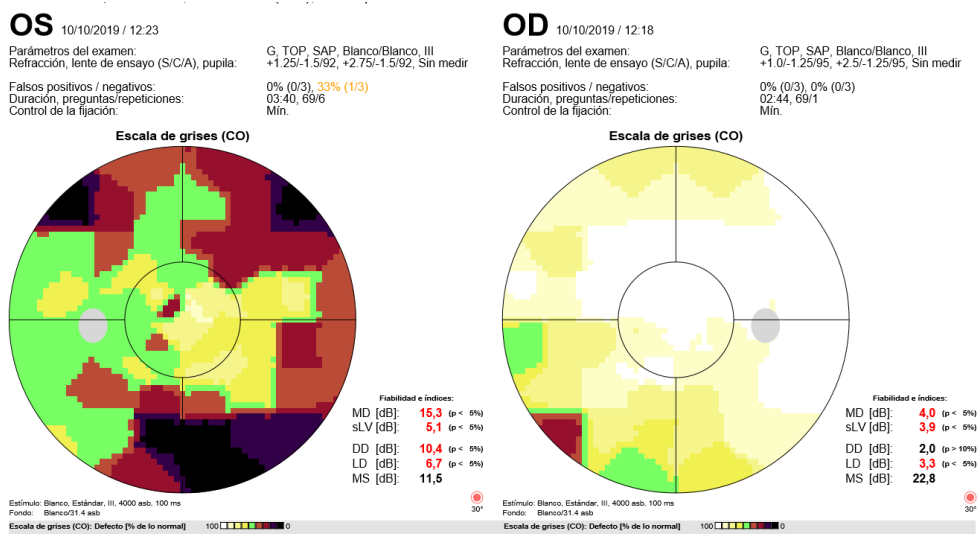 OS 10/10/2019 / 12:23
Parámetros del examen: G, TOP, SAP, Blanco/Blanco, III
Refracción, lente de ensayo (S/C/A), pupila: +1.25/-1.5/92, +2.75/-1.5/92, Sin medir
Falsos positivos / negativos: 0% (0/3), 33% (1/3)
Duración, preguntas/repeticiones: 03:40, 69/6
Control de la fijación: Mín.
Escala de grises (CO)
Fiabilidad e índices:
MD [dB]: 15,3 (p < 5%)
sLV [dB]: 5,1 (p < 5%)
DD [dB]: 10,4 (p < 5%)
LD [dB]: 6,7 (p < 5%)
MS [dB]: 11,5
Estímulo: Blanco, Estándar, III, 4000 asb, 100 ms
Fondo: Blanco/31.4 asb
30°
Escala de grises (CO): Defecto [% de lo normal] 100 0
OD 10/10/2019 / 12:18
Parámetros del examen: G, TOP, SAP, Blanco/Blanco, III
Refracción, lente de ensayo (S/C/A), pupila: +1.0/-1.25/95, +2.5/-1.25/95, Sin medir
Falsos positivos / negativos: 0% (0/3), 0% (0/3)
Duración, preguntas/repeticiones: 02:44, 69/1
Control de la fijación: Mín.
Escala de grises (CO)
Fiabilidad e índices:
MD [dB]: 4,0 (p < 5%)
sLV [dB]: 3,9 (p < 5%)
DD [dB]: 2,0 (p > 10%)
LD [dB]: 3,3 (p < 5%)
MS [dB]: 22,8
Estímulo: Blanco, Estándar, III, 4000 asb, 100 ms
Fondo: Blanco/31.4 asb
30°
Escala de grises (CO): Defecto [% de lo normal] 100 0